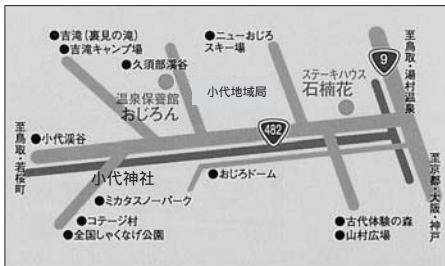 ●吉滝(裏見の滝)
●吉滝キャンプ場
●久須部渓谷
●ニューおじろ
スキー場
9
至鳥取・湯村温泉
温泉保養館
おじろん
小代地域局
ステーキハウス
石楠花
482
●小代渓谷
至鳥取・若桜町
小代神社
●おじろドーム
●ミカタスノーパーク
●コテージ村
●全国しゃくなげ公園
●古代体験の森
●山村広場
至京都・大阪・神戸